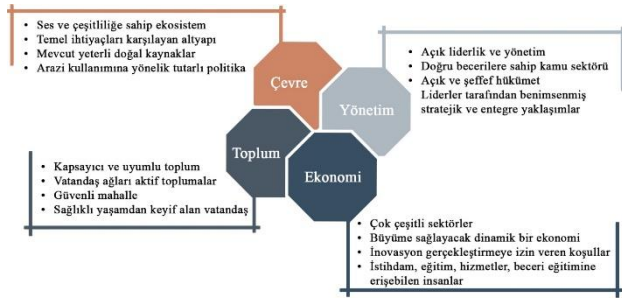 • Ses ve çeşitliliğe sahip ekosistem
• Temel ihtiyaçları karşılayan altyapı
• Mevcut yeterli doğal kaynaklar
• Arazi kullanımına yönelik tutarlı politika
Çevre
• Açık liderlik ve yönetim
• Doğru becerilere sahip kamu sektörü
• Açık ve şeffef hükümet
Liderler tarafından benimsenmiş
stratejik ve entegre yaklaşımlar
Yönetim
Toplum
• Kapsayıcı ve uyumlu toplum
• Vatandaş ağları aktif toplumalar
• Güvenli mahalle
• Sağlıklı yaşamdan keyif alan vatandaş
Ekonomi
• Çok çeşitli sektörler
• Büyüme sağlayacak dinamik bir ekonomi
• İnovasyon gerçekleştirmeye izin veren koşullar
• İstihdam, eğitim, hizmetler, beceri eğitimine
erişebilen insanlar